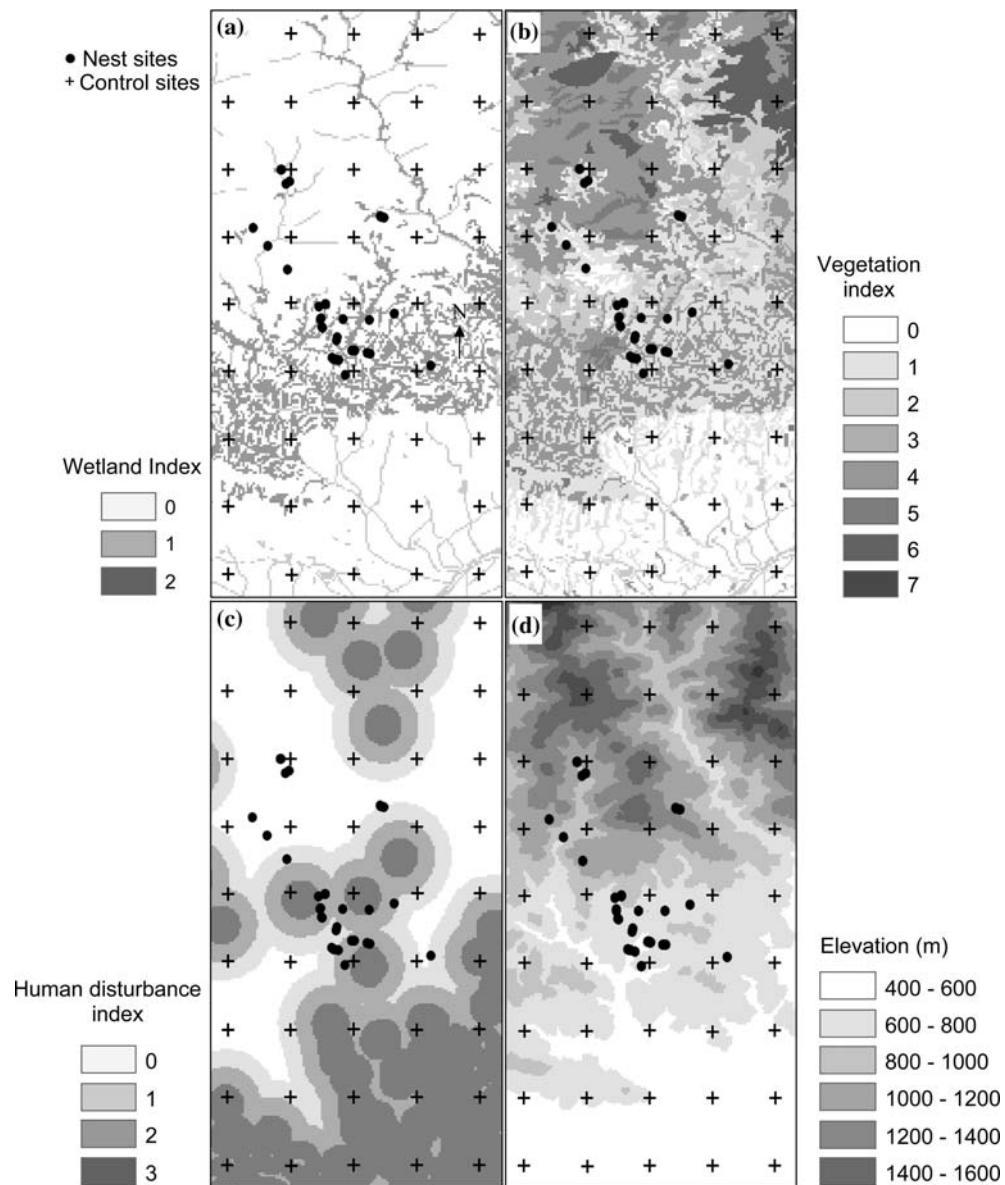 (a)
(b)
● Nest sites
+ Control sites
N
Vegetation
index
0
1
2
3
4
5
6
7
Wetland Index
0
1
2
(c)
(d)
Human disturbance
index
0
1
2
3
Elevation (m)
400 - 600
600 - 800
800 - 1000
1000 - 1200
1200 - 1400
1400 - 1600